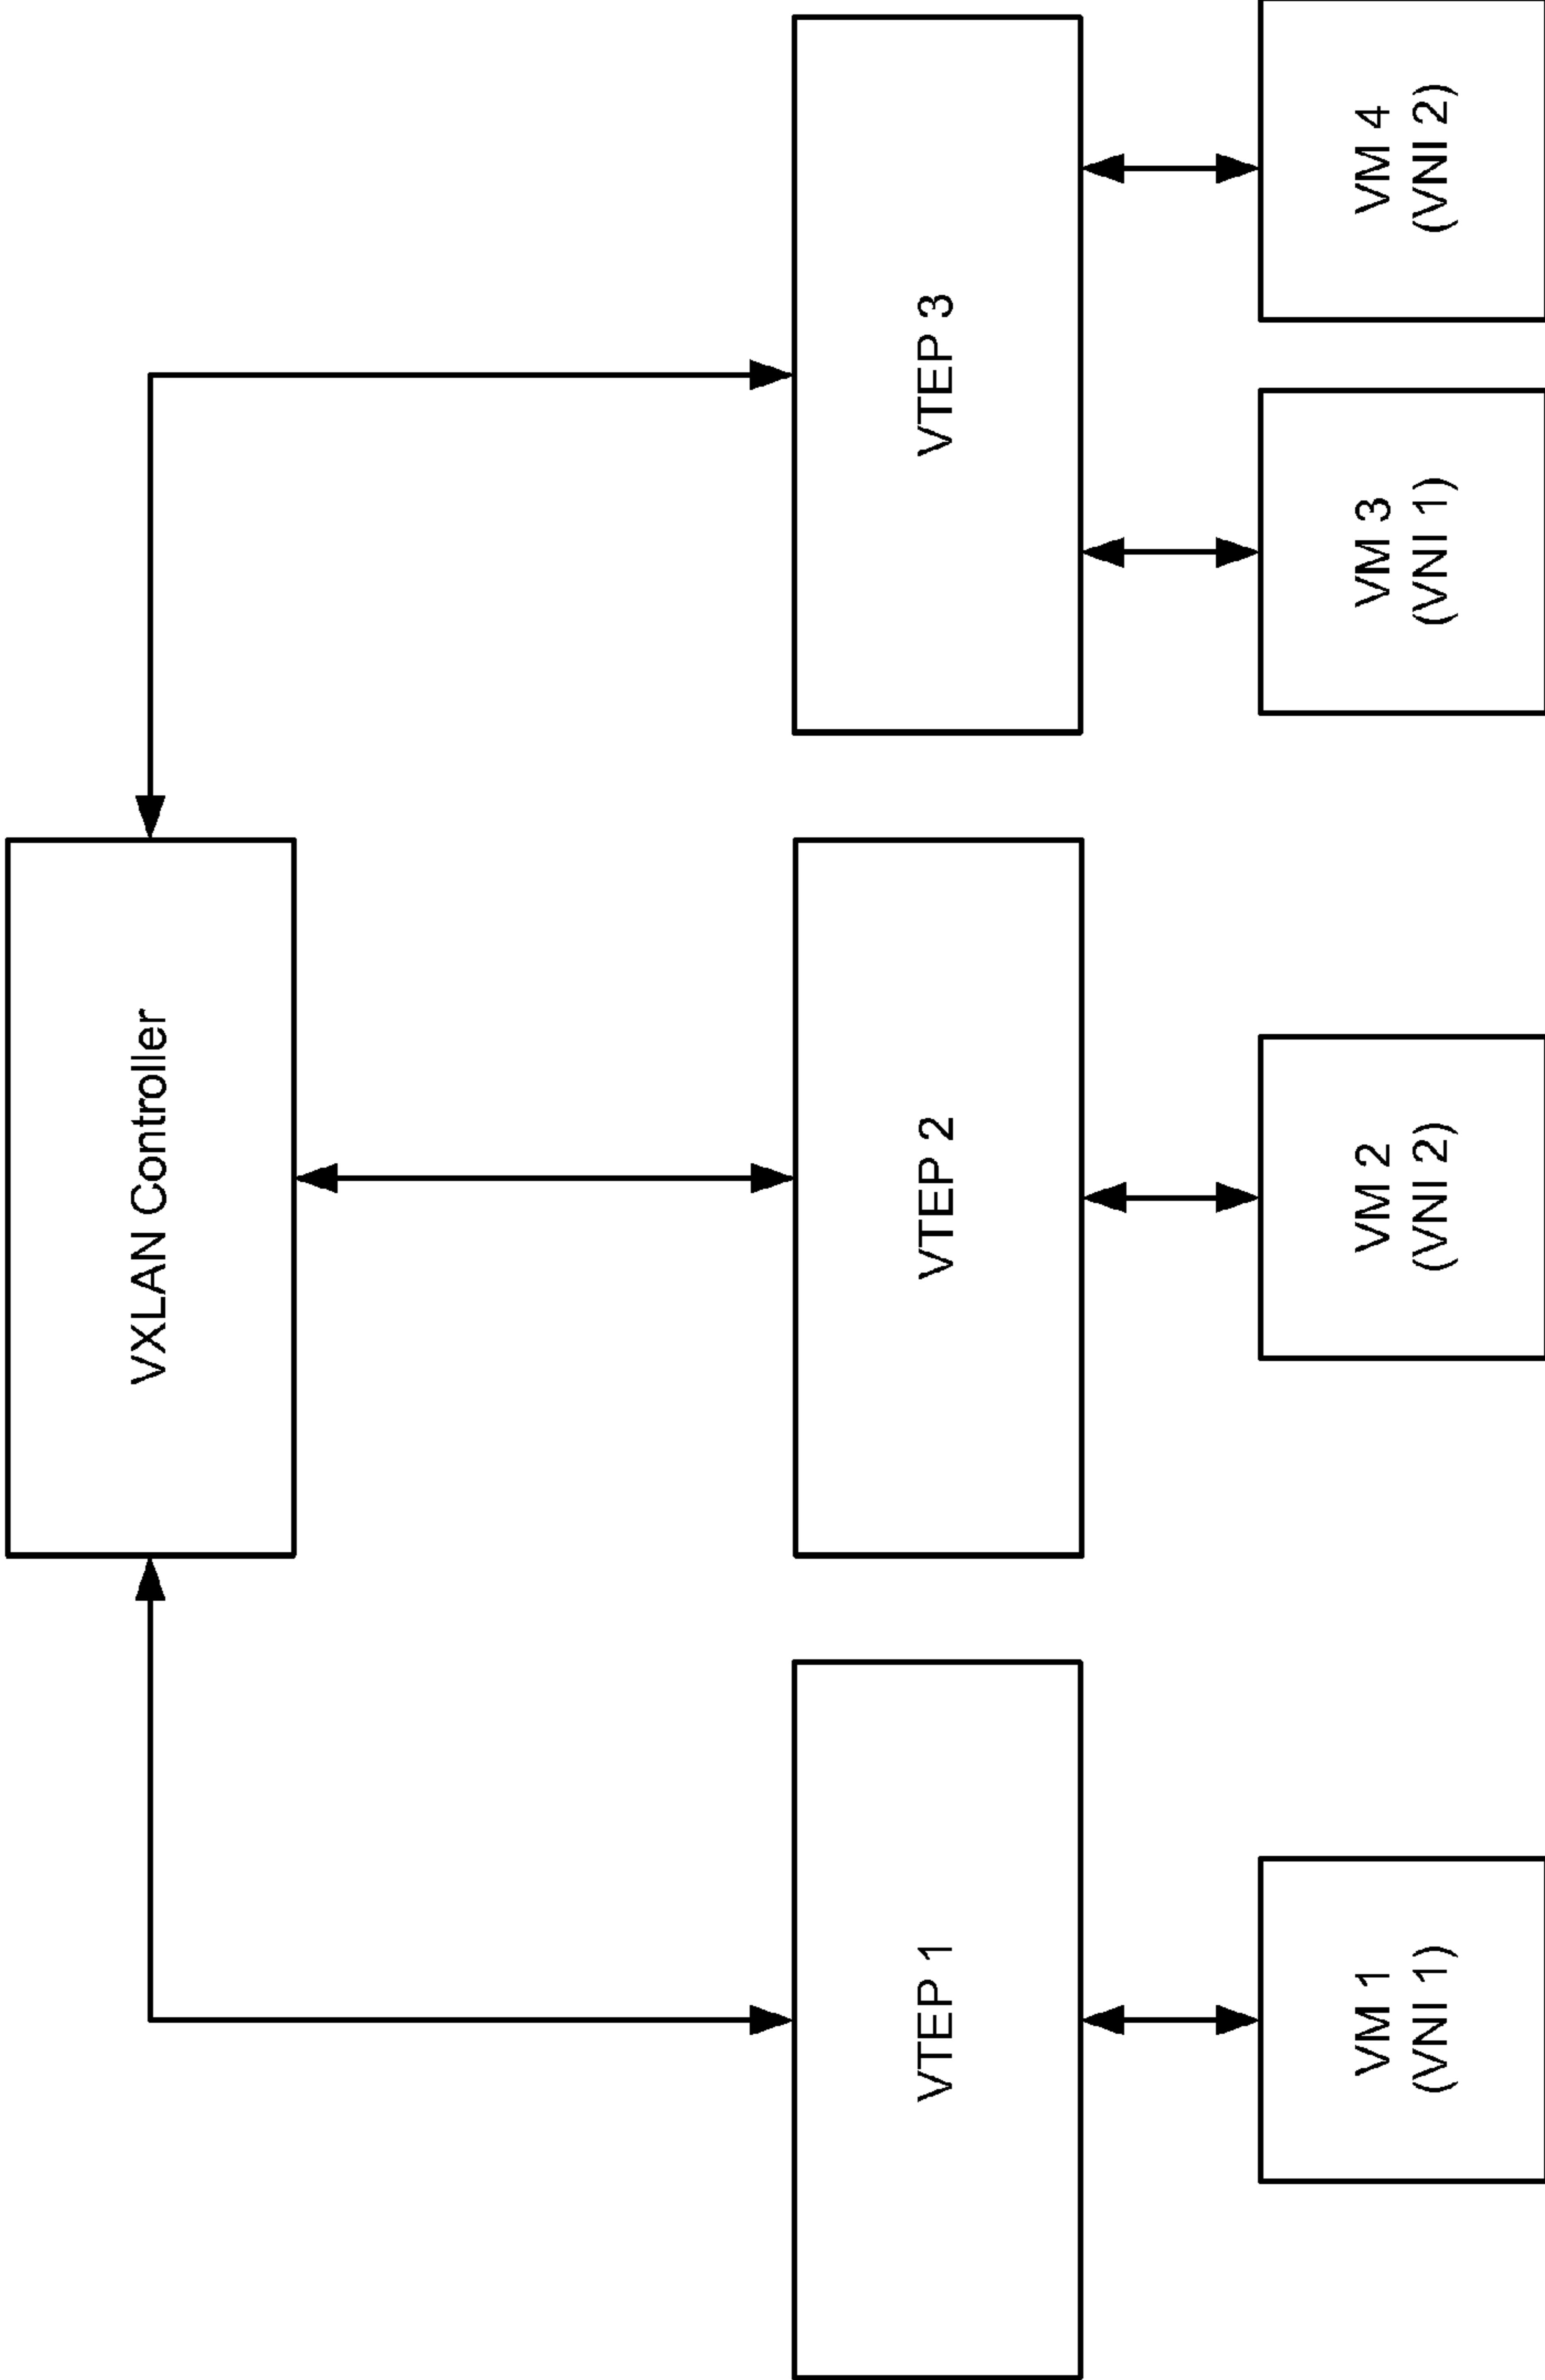 VXLAN Controller
VTEP 1
VTEP 2
VTEP 3
VM 1
(VNI 1)
VM 2
(VNI 2)
VM 3
(VNI 1)
VM 4
(VNI 2)